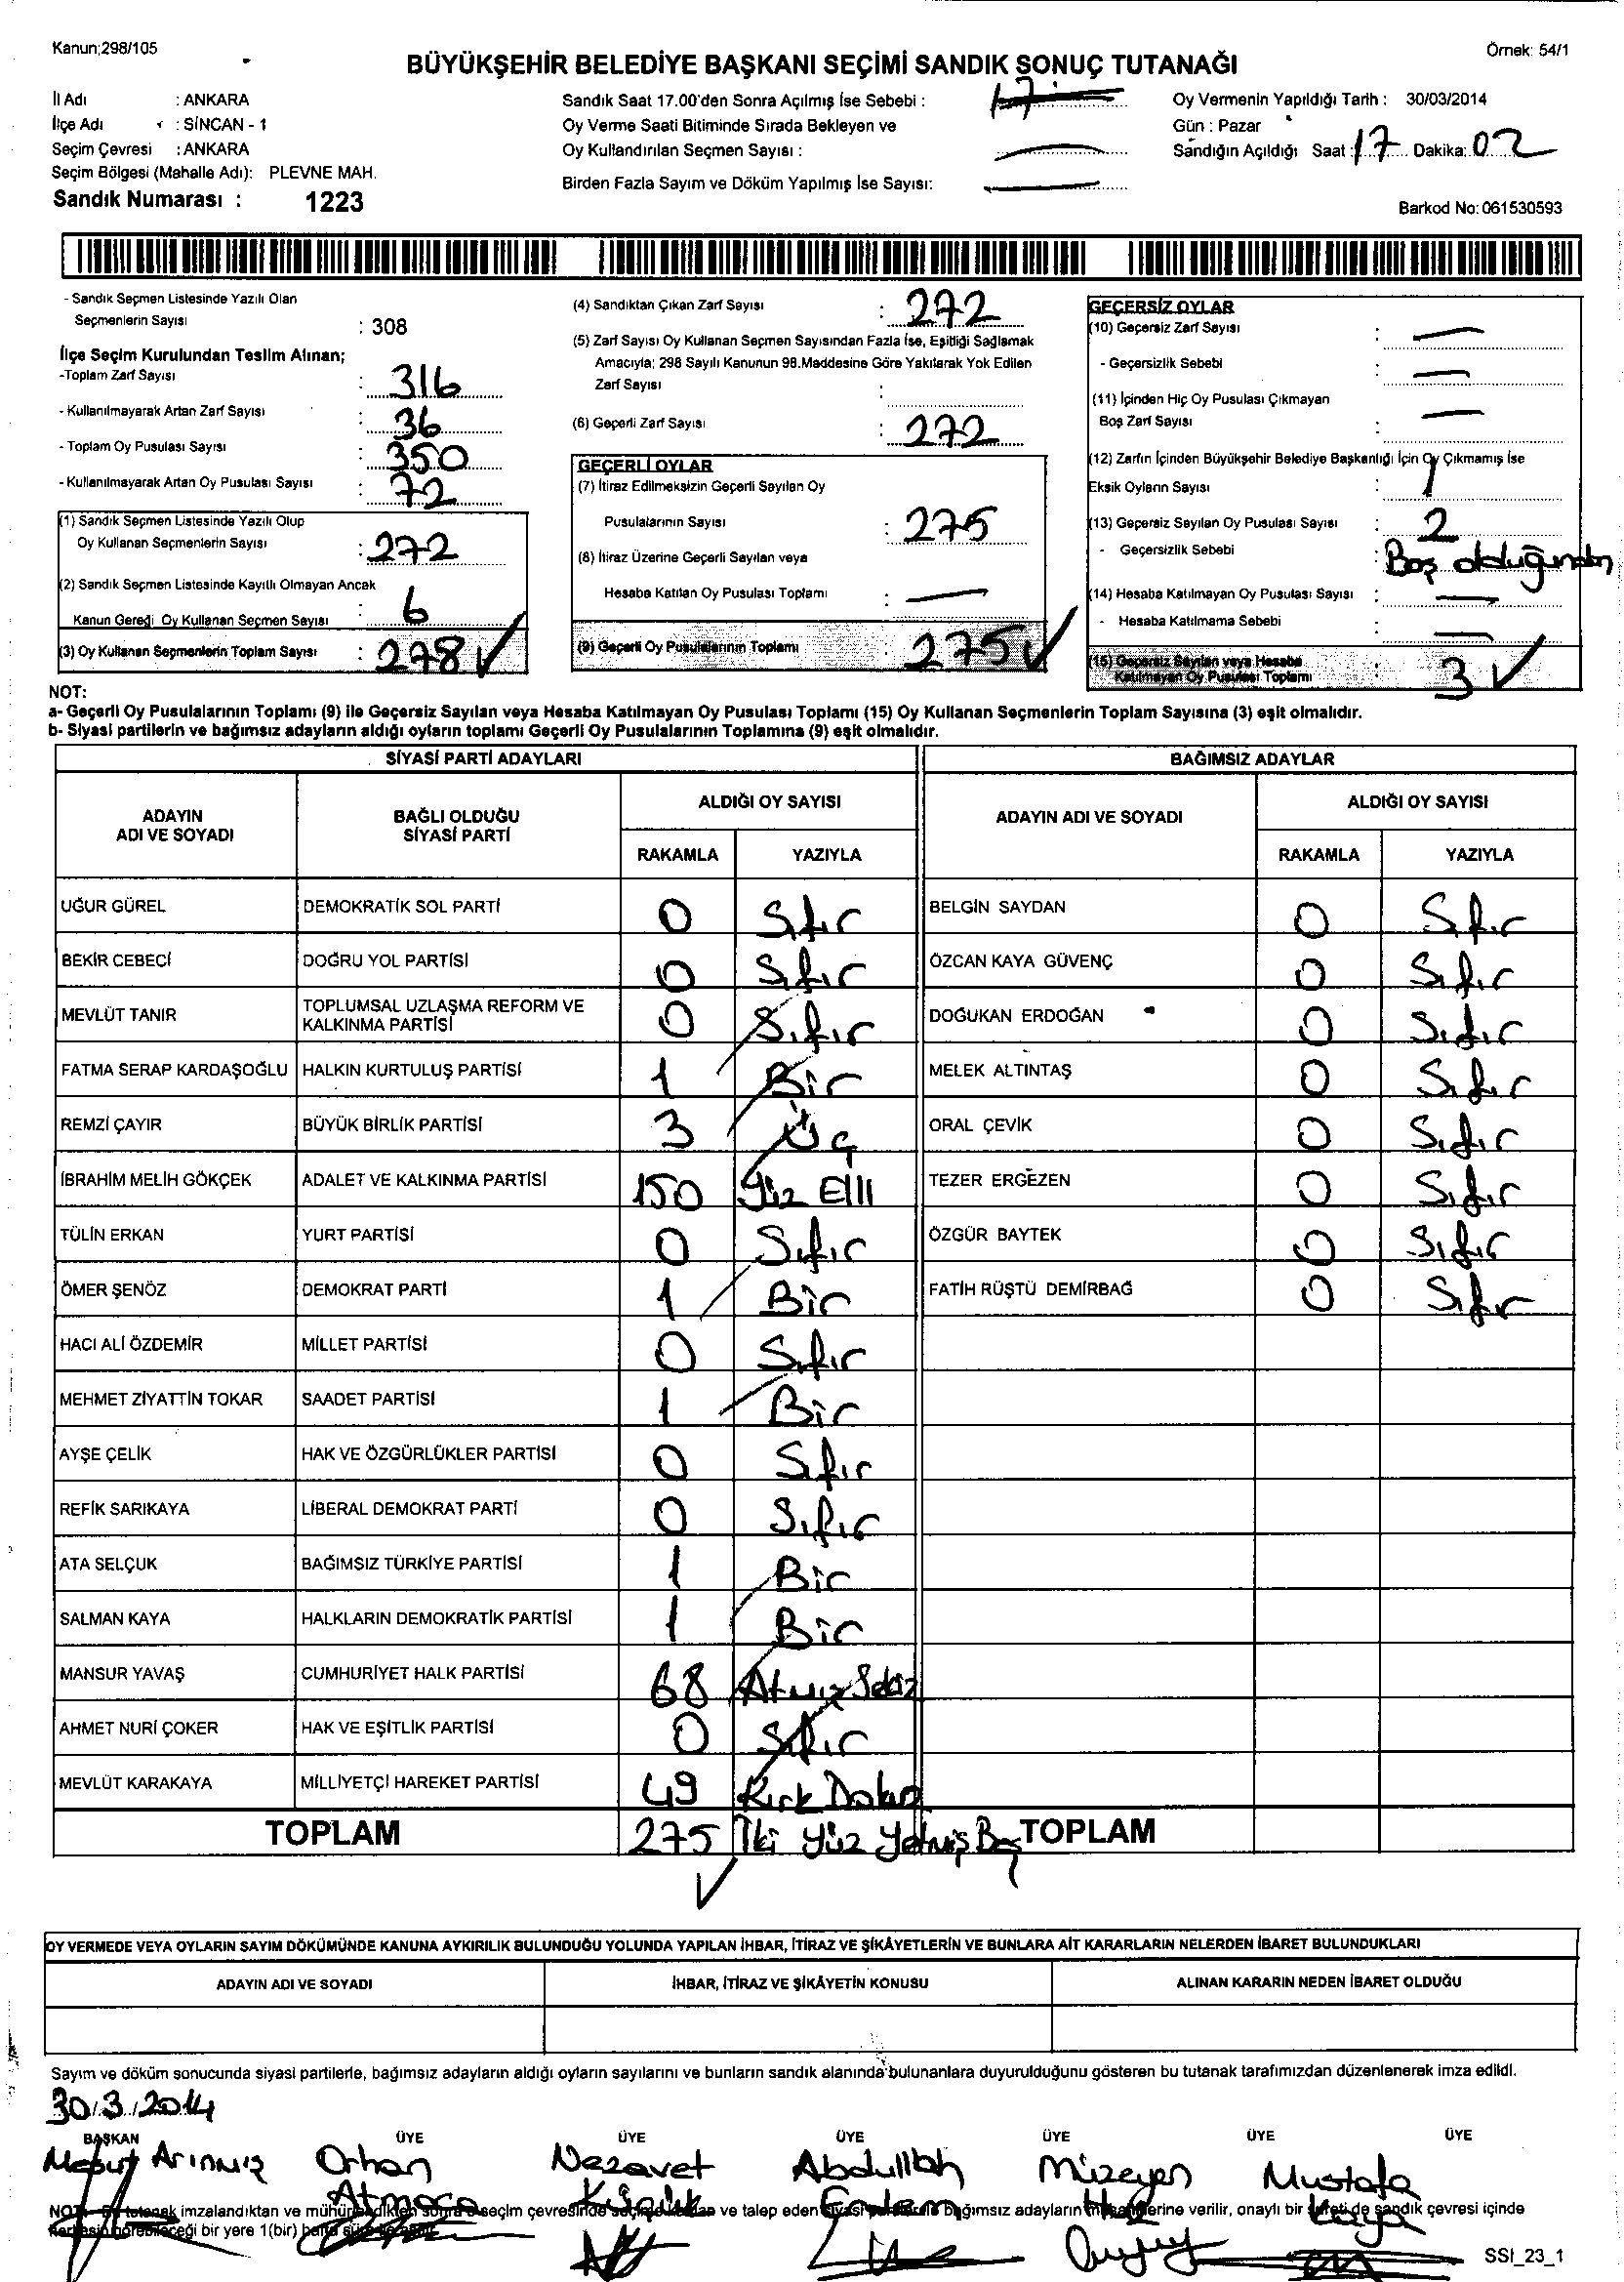 Kanun;298/105
Örnek: 54/1
BÜYÜKŞEHİR BELEDİYE BAŞKANI SEÇİMİ SANDIK SONUÇ TUTANAĞI
İl Adı : ANKARA
İlçe Adı : SİNCAN - 1
Seçim Çevresi : ANKARA
Seçim Bölgesi (Mahalle Adı): PLEVNE MAH.
Sandık Numarası : 1223
Sandık Saat 17.00'den Sonra Açılmış İse Sebebi :
Oy Verme Saati Bitiminde Sırada Bekleyen ve
Oy Kullandırılan Seçmen Sayısı :
Birden Fazla Sayım ve Döküm Yapılmış İse Sayısı:
Oy Vermenin Yapıldığı Tarih : 30/03/2014
Gün : Pazar
Sandığın Açıldığı Saat : 17 Dakika: 02
Barkod No: 061530593
- Sandık Seçmen Listesinde Yazılı Olan
Seçmenlerin Sayısı : 308
İlçe Seçim Kurulundan Teslim Alınan;
-Toplam Zarf Sayısı : 316
- Kullanılmayarak Artan Zarf Sayısı : 36
- Toplam Oy Pusulası Sayısı : 350
- Kullanılmayarak Artan Oy Pusulası Sayısı : 72
(1) Sandık Seçmen Listesinde Yazılı Olup
Oy Kullanan Seçmenlerin Sayısı : 272
(2) Sandık Seçmen Listesinde Kayıtlı Olmayan Ancak
Kanun Gereği Oy Kullanan Seçmen Sayısı : 6
(3) Oy Kullanan Seçmenlerin Toplam Sayısı : 278
(4) Sandıktan Çıkan Zarf Sayısı : 272
(5) Zarf Sayısı Oy Kullanan Seçmen Sayısından Fazla İse, Eşitliği Sağlamak
Amacıyla; 298 Sayılı Kanunun 98.Maddesine Göre Yakılarak Yok Edilen
Zarf Sayısı :
(6) Geçerli Zarf Sayısı : 272
GEÇERLİ OYLAR
(7) İtiraz Edilmeksizin Geçerli Sayılan Oy
Pusulalarının Sayısı : 275
(8) İtiraz Üzerine Geçerli Sayılan veya
Hesaba Katılan Oy Pusulası Toplamı : —
(9) Geçerli Oy Pusulalarının Toplamı : 275
GEÇERSİZ OYLAR
(10) Geçersiz Zarf Sayısı : —
- Geçersizlik Sebebi : —
(11) İçinden Hiç Oy Pusulası Çıkmayan
Boş Zarf Sayısı : —
(12) Zarfın İçinden Büyükşehir Belediye Başkanlığı İçin Oy Çıkmamış İse
Eksik Oyların Sayısı : 1
(13) Geçersiz Sayılan Oy Pusulası Sayısı : 2
- Geçersizlik Sebebi : Boş olduğundan
(14) Hesaba Katılmayan Oy Pusulası Sayısı : —
- Hesaba Katılmama Sebebi : —
(15) Geçersiz Sayılan veya Hesaba
Katılmayan Oy Pusulası Toplamı : 3
NOT:
a- Geçerli Oy Pusulalarının Toplamı (9) ile Geçersiz Sayılan veya Hesaba Katılmayan Oy Pusulası Toplamı (15) Oy Kullanan Seçmenlerin Toplam Sayısına (3) eşit olmalıdır.
b- Siyasi partilerin ve bağımsız adayların aldığı oyların toplamı Geçerli Oy Pusulalarının Toplamına (9) eşit olmalıdır.
SİYASİ PARTİ ADAYLARI BAĞIMSIZ ADAYLAR
ADAYIN ADI VE SOYADI BAĞLI OLDUĞU SİYASİ PARTİ ALDIĞI OY SAYISI ADAYIN ADI VE SOYADI ALDIĞI OY SAYISI
RAKAMLA YAZIYLA RAKAMLA YAZIYLA
UĞUR GÜREL DEMOKRATİK SOL PARTİ 0 Sıfır BELGİN SAYDAN 0 Sıfır
BEKİR CEBECİ DOĞRU YOL PARTİSİ 0 Sıfır ÖZCAN KAYA GÜVENÇ 0 Sıfır
MEVLÜT TANIR TOPLUMSAL UZLAŞMA REFORM VE KALKINMA PARTİSİ 0 Sıfır DOĞUKAN ERDOĞAN 0 Sıfır
FATMA SERAP KARDAŞOĞLU HALKIN KURTULUŞ PARTİSİ 1 Bir MELEK ALTINTAŞ 0 Sıfır
REMZİ ÇAYIR BÜYÜK BİRLİK PARTİSİ 3 Üç ORAL ÇEVİK 0 Sıfır
İBRAHİM MELİH GÖKÇEK ADALET VE KALKINMA PARTİSİ 150 Yüz Elli TEZER ERGEZEN 0 Sıfır
TÜLİN ERKAN YURT PARTİSİ 0 Sıfır ÖZGÜR BAYTEK 0 Sıfır
ÖMER ŞENÖZ DEMOKRAT PARTİ 1 Bir FATİH RÜŞTÜ DEMİRBAĞ 0 Sıfır
HACI ALİ ÖZDEMİR MİLLET PARTİSİ 0 Sıfır
MEHMET ZİYATTİN TOKAR SAADET PARTİSİ 1 Bir
AYŞE ÇELİK HAK VE ÖZGÜRLÜKLER PARTİSİ 0 Sıfır
REFİK SARIKAYA LİBERAL DEMOKRAT PARTİ 0 Sıfır
ATA SELÇUK BAĞIMSIZ TÜRKİYE PARTİSİ 1 Bir
SALMAN KAYA HALKLARIN DEMOKRATİK PARTİSİ 1 Bir
MANSUR YAVAŞ CUMHURİYET HALK PARTİSİ 68 Atmış Sekiz
AHMET NURİ ÇOKER HAK VE EŞİTLİK PARTİSİ 0 Sıfır
MEVLÜT KARAKAYA MİLLİYETÇİ HAREKET PARTİSİ 49 Kırk Dokuz
TOPLAM 275 İki Yüz Yetmiş Beş TOPLAM
OY VERMEDE VEYA OYLARIN SAYIM DÖKÜMÜNDE KANUNA AYKIRILIK BULUNDUĞU YOLUNDA YAPILAN İHBAR, İTİRAZ VE ŞİKÂYETLERİN VE BUNLARA AİT KARARLARIN NELERDEN İBARET BULUNDUKLARI
ADAYIN ADI VE SOYADI İHBAR, İTİRAZ VE ŞİKÂYETİN KONUSU ALINAN KARARIN NEDEN İBARET OLDUĞU
Sayım ve döküm sonucunda siyasi partilerle, bağımsız adayların aldığı oyların sayılarını ve bunların sandık alanında bulunanlara duyurulduğunu gösteren bu tutanak tarafımızdan düzenlenerek imza edildi.
30/3/2014
BAŞKAN ÜYE ÜYE ÜYE ÜYE ÜYE ÜYE
Mesut Orhan Nezavet Abdullah Müzeyen Mustafa
Atmaca Küçük Erdem Kaya
NOT: Bu tutanak imzalandıktan ve mühürlendikten sonra seçim çevresinde ve talep eden siyasi bağımsız adayların verilir, onaylı bir sureti de sandık çevresi içinde
herkesin görebileceği bir yere 1(bir) hafta süre
SSI_23_1